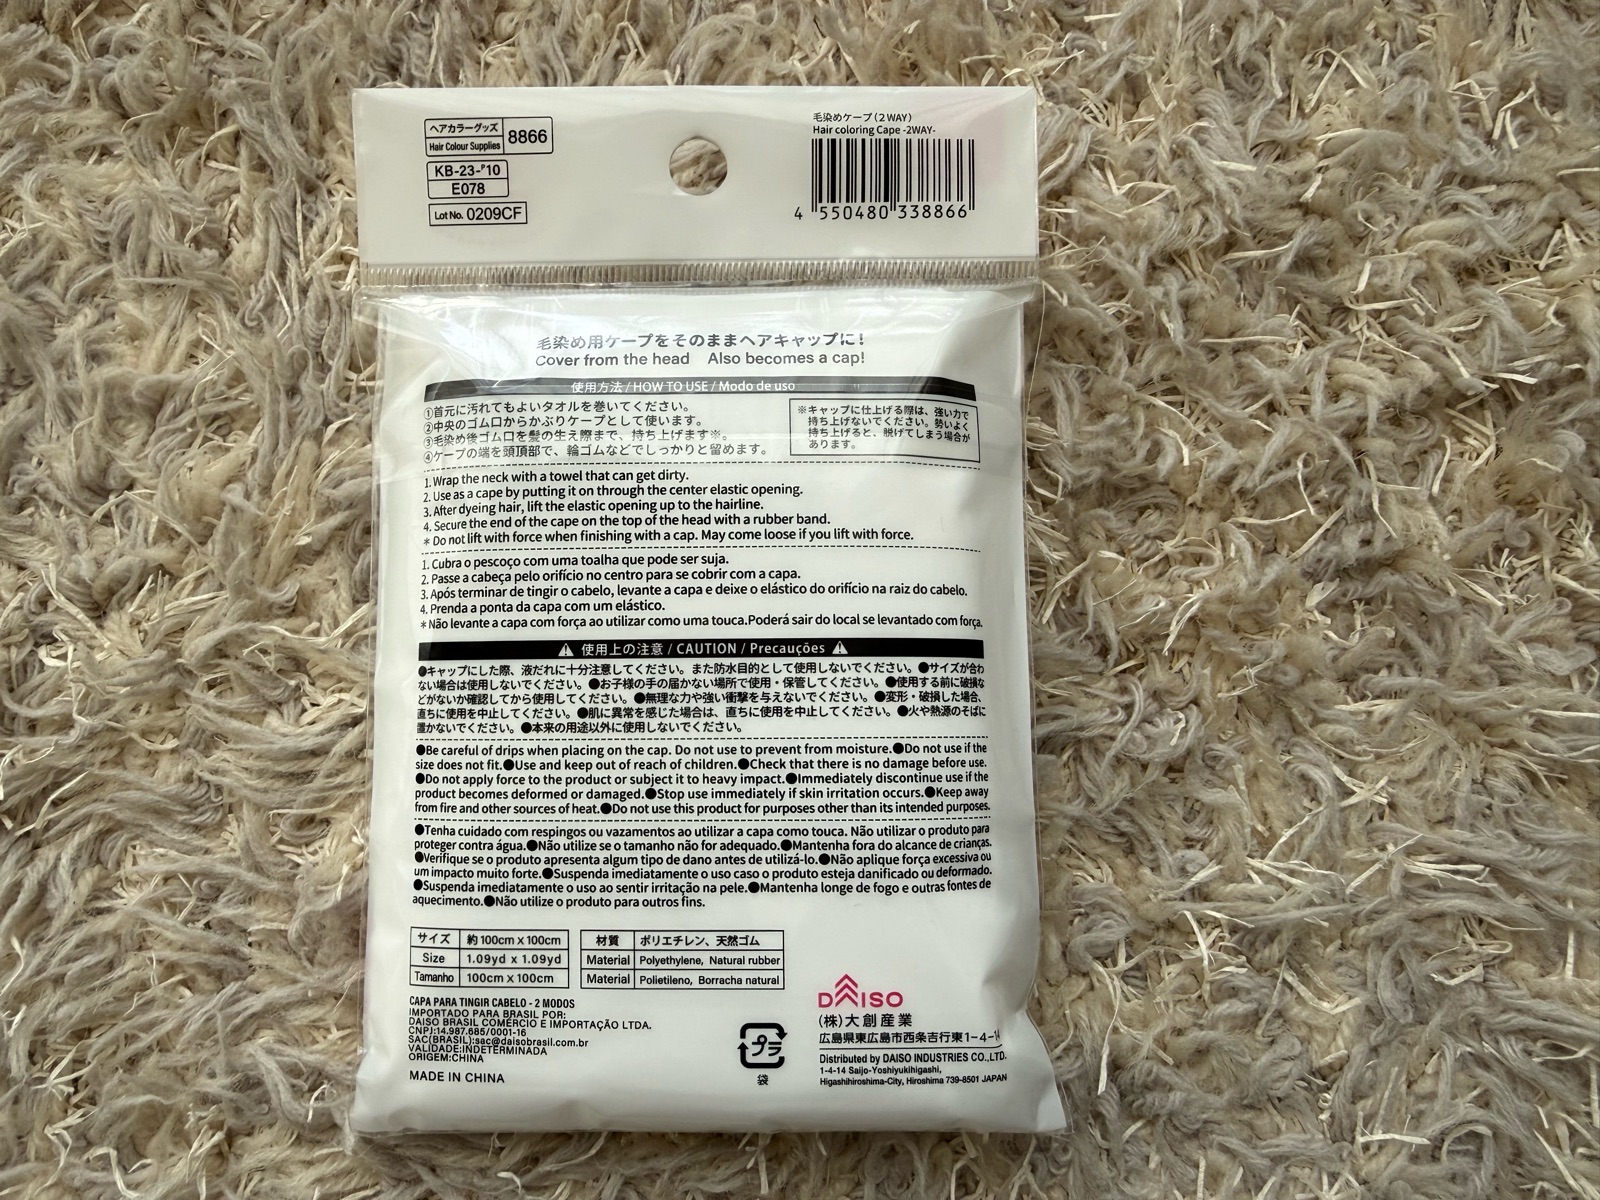 ヘアカラーグッズ
Hair Colour Supplies
8866
KB-23-P10
E078
Lot No. 0209CF
毛染めケープ(2WAY)
Hair coloring Cape -2WAY-
4 550480 338866
毛染め用ケープをそのままヘアキャップに!
Cover from the head Also becomes a cap!
使用方法 / HOW TO USE / Modo de uso
①首元に汚れてもよいタオルを巻いてください。
②中央のゴム口からかぶりケープとして使います。
③毛染め後ゴム口を髪の生え際まで、持ち上げます※。
④ケープの端を頭頂部で、輪ゴムなどでしっかりと留めます。
※キャップに仕上げる際は、強い力で
持ち上げないでください。勢いよく
持ち上げると、脱げてしまう場合が
あります。
1. Wrap the neck with a towel that can get dirty.
2. Use as a cape by putting it on through the center elastic opening.
3. After dyeing hair, lift the elastic opening up to the hairline.
4. Secure the end of the cape on the top of the head with a rubber band.
* Do not lift with force when finishing with a cap. May come loose if you lift with force.
1. Cubra o pescoço com uma toalha que pode ser suja.
2. Passe a cabeça pelo orifício no centro para se cobrir com a capa.
3. Após terminar de tingir o cabelo, levante a capa e deixe o elástico do orifício na raiz do cabelo.
4. Prenda a ponta da capa com um elástico.
* Não levante a capa com força ao utilizar como uma touca.Poderá sair do local se levantado com força.
使用上の注意 / CAUTION / Precauções
●キャップにした際、液だれに十分注意してください。また防水目的として使用しないでください。●サイズが合わ
ない場合は使用しないでください。●お子様の手の届かない場所で使用・保管してください。●使用する前に破損な
どがないか確認してから使用してください。●無理な力や強い衝撃を与えないでください。●変形・破損した場合、
直ちに使用を中止してください。●肌に異常を感じた場合は、直ちに使用を中止してください。●火や熱源のそばに
置かないでください。●本来の用途以外に使用しないでください。
●Be careful of drips when placing on the cap. Do not use to prevent from moisture.●Do not use if the
size does not fit.●Use and keep out of reach of children.●Check that there is no damage before use.
●Do not apply force to the product or subject it to heavy impact.●Immediately discontinue use if the
product becomes deformed or damaged.●Stop use immediately if skin irritation occurs.●Keep away
from fire and other sources of heat.●Do not use this product for purposes other than its intended purposes.
●Tenha cuidado com respingos ou vazamentos ao utilizar a capa como touca. Não utilizar o produto para
proteger contra água.●Não utilize se o tamanho não for adequado.●Mantenha fora do alcance de crianças.
●Verifique se o produto apresenta algum tipo de dano antes de utilizá-lo.●Não aplique força excessiva ou
um impacto muito forte.●Suspenda imediatamente o uso caso o produto esteja danificado ou deformado.
●Suspenda imediatamente o uso ao sentir irritação na pele.●Mantenha longe de fogo e outras fontes de
aquecimento.●Não utilize o produto para outros fins.
サイズ 約100cm x 100cm
Size 1.09yd x 1.09yd
Tamanho 100cm x 100cm
材質 ポリエチレン、天然ゴム
Material Polyethylene, Natural rubber
Material Polietileno, Borracha natural
CAPA PARA TINGIR CABELO - 2 MODOS
IMPORTADO PARA BRASIL POR:
DAISO BRASIL COMÉRCIO E IMPORTAÇÃO LTDA.
CNPJ:14.987.685/0001-16
SAC(BRASIL):sac@daisobrasil.com.br
VALIDADE:INDETERMINADA
ORIGEM:CHINA
MADE IN CHINA
プラ
袋
DAISO
(株)大創産業
広島県東広島市西条吉行東1-4-14
Distributed by DAISO INDUSTRIES CO.,LTD.
1-4-14 Saijo-Yoshiyukihigashi,
Higashihiroshima-City, Hiroshima 739-8501 JAPAN